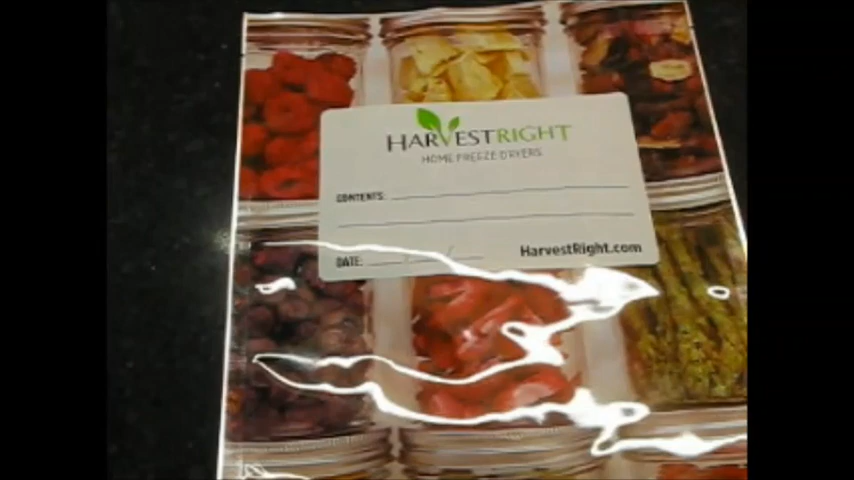 HARVESTRIGHT
HOME FREEZE DRYERS
CONTENTS:
DATE: / /
HarvestRight.com